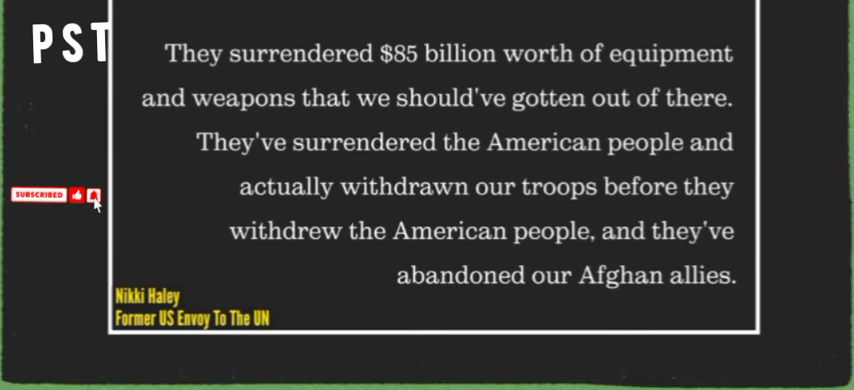 PST
They surrendered $85 billion worth of equipment
and weapons that we should've gotten out of there.
They've surrendered the American people and
actually withdrawn our troops before they
withdrew the American people, and they've
abandoned our Afghan allies.
SUBSCRIBED
Nikki Haley
Former US Envoy To The UN